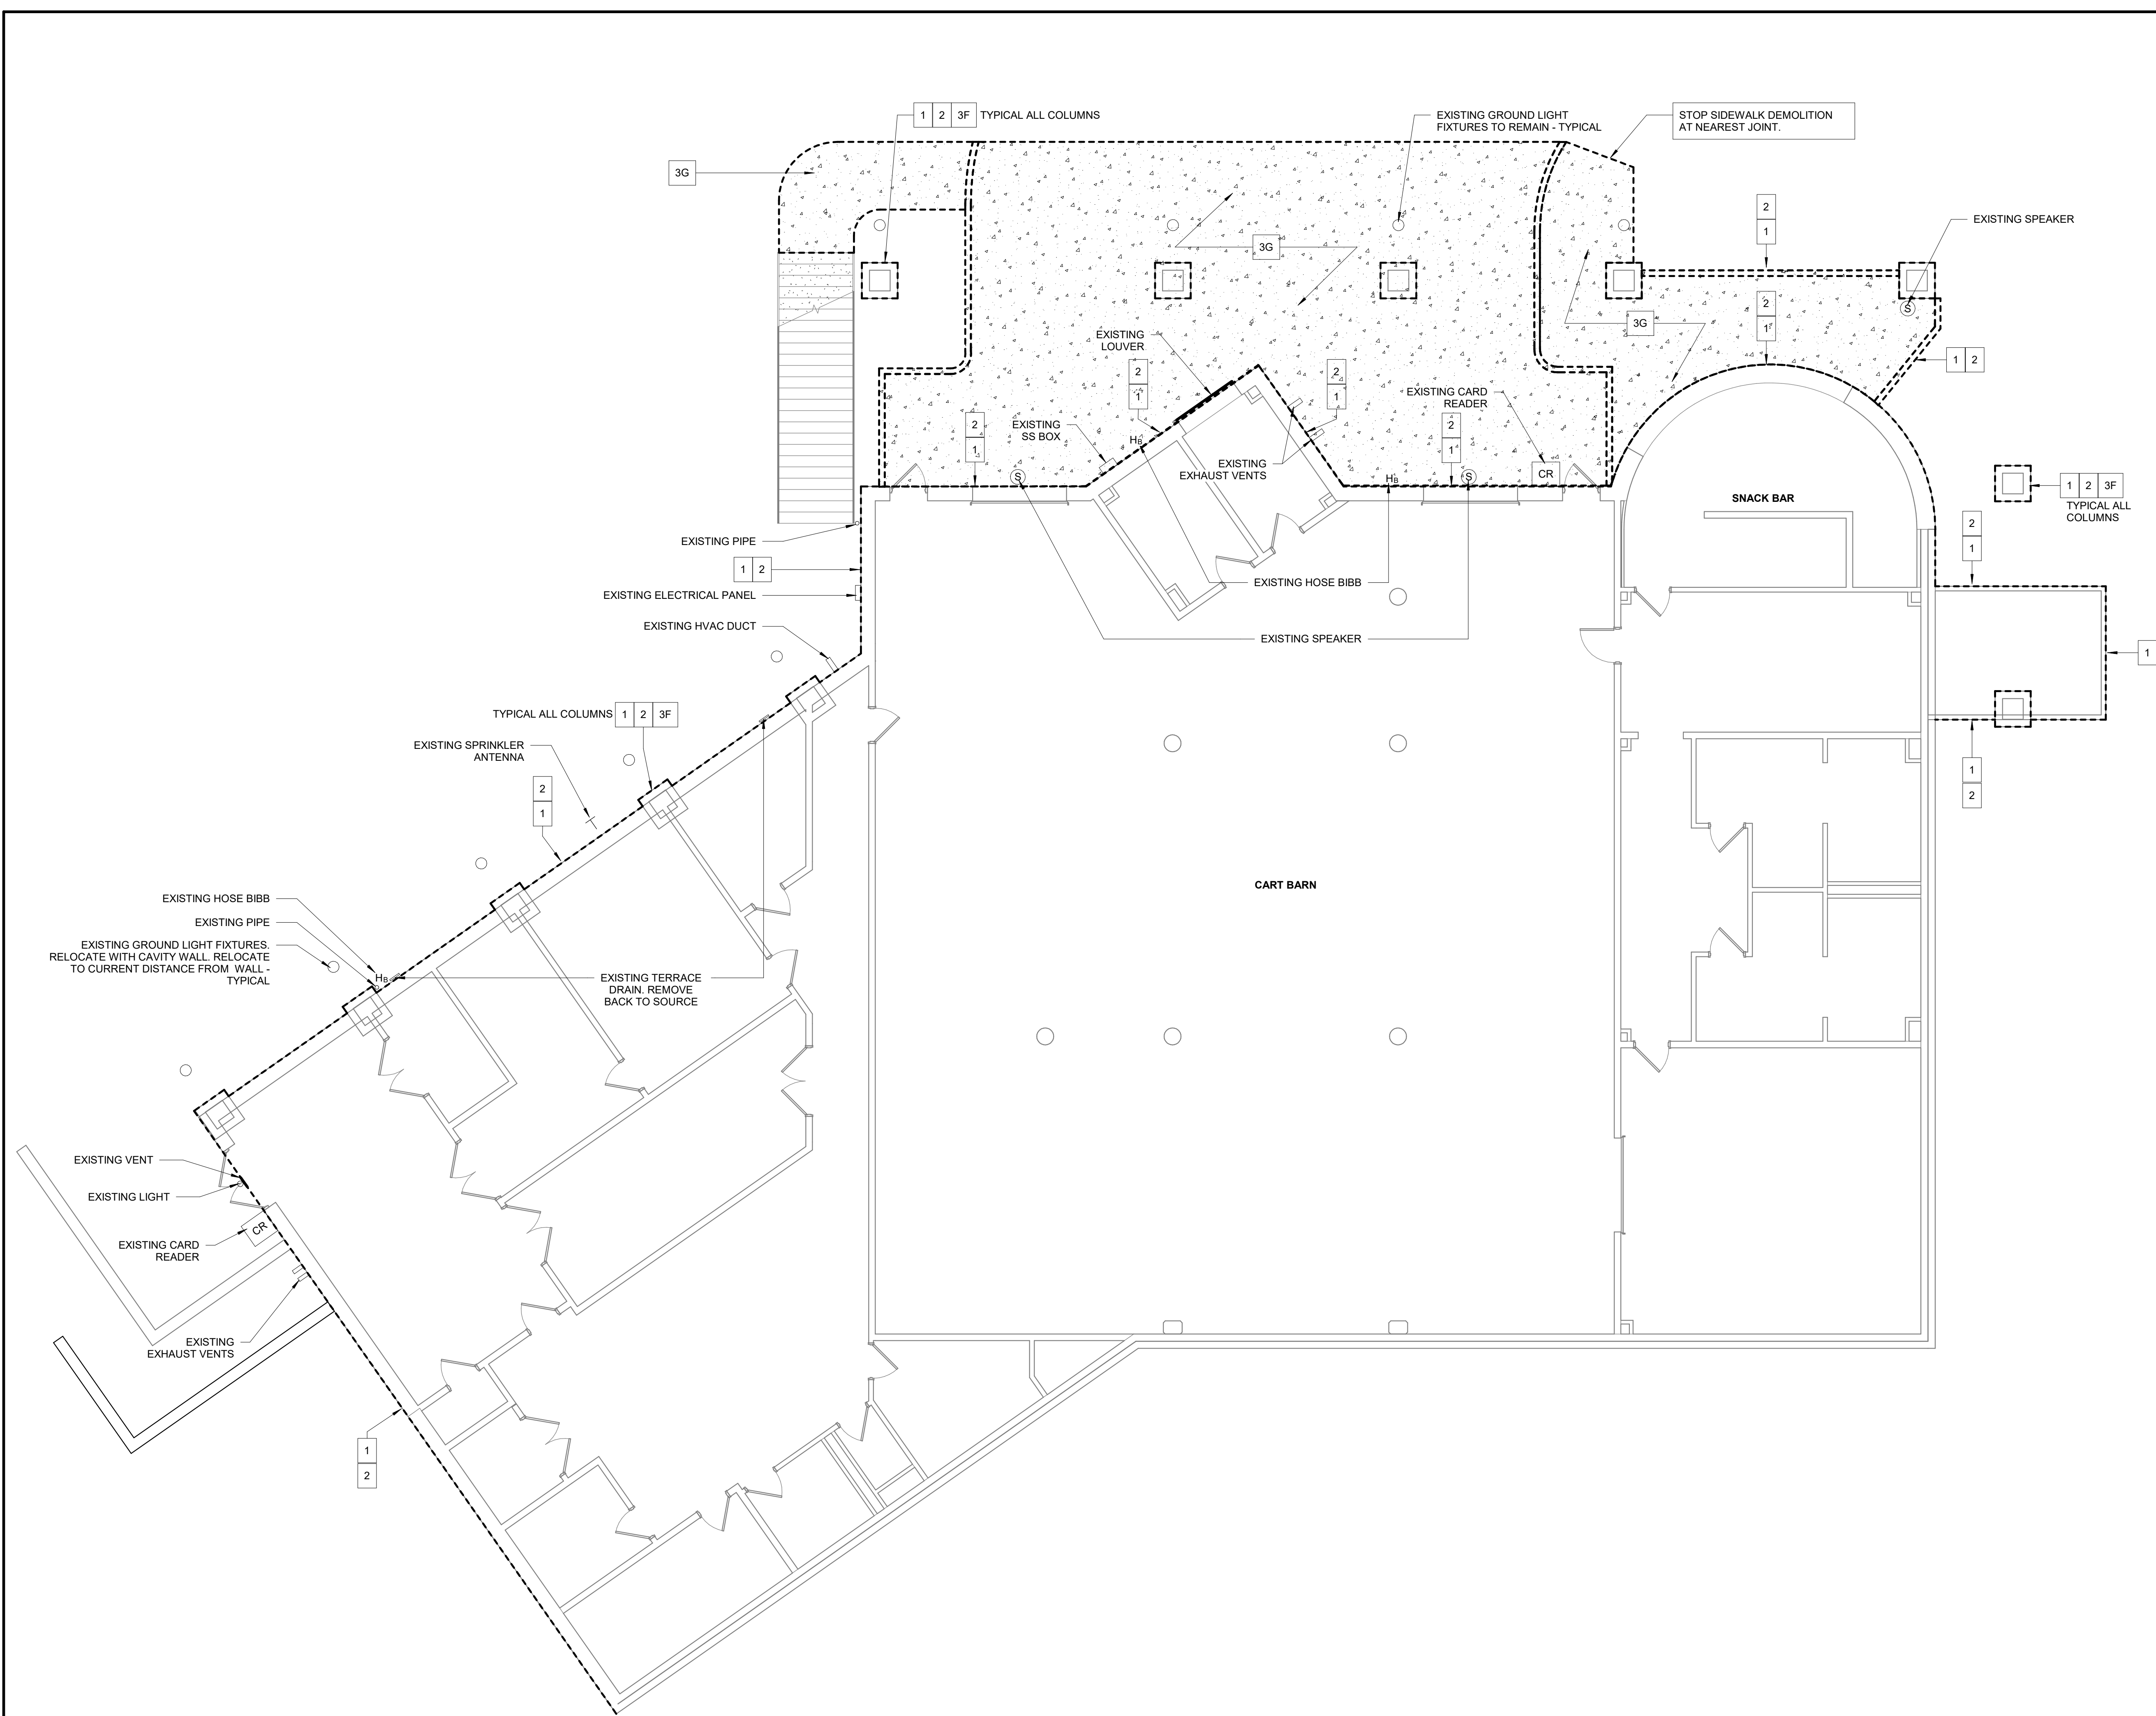 1 2 3F TYPICAL ALL COLUMNS
EXISTING GROUND LIGHT
FIXTURES TO REMAIN - TYPICAL
STOP SIDEWALK DEMOLITION
AT NEAREST JOINT.
3G
2
1
EXISTING SPEAKER
S
3G
3G
2
1
1 2
EXISTING
LOUVER
2
1
2
1
EXISTING CARD
READER
2
1
EXISTING
SS BOX
HB
2
1
EXISTING
EXHAUST VENTS
S
HB
S
CR
SNACK BAR
1 2 3F
TYPICAL ALL
COLUMNS
2
1
EXISTING PIPE
1 2
EXISTING HOSE BIBB
EXISTING ELECTRICAL PANEL
EXISTING HVAC DUCT
EXISTING SPEAKER
1
TYPICAL ALL COLUMNS 1 2 3F
EXISTING SPRINKLER
ANTENNA
2
1
1
2
CART BARN
EXISTING HOSE BIBB
EXISTING PIPE
EXISTING GROUND LIGHT FIXTURES.
RELOCATE WITH CAVITY WALL. RELOCATE
TO CURRENT DISTANCE FROM WALL -
TYPICAL
HB
EXISTING TERRACE
DRAIN. REMOVE
BACK TO SOURCE
EXISTING VENT
EXISTING LIGHT
CR
EXISTING CARD
READER
EXISTING
EXHAUST VENTS
1
2